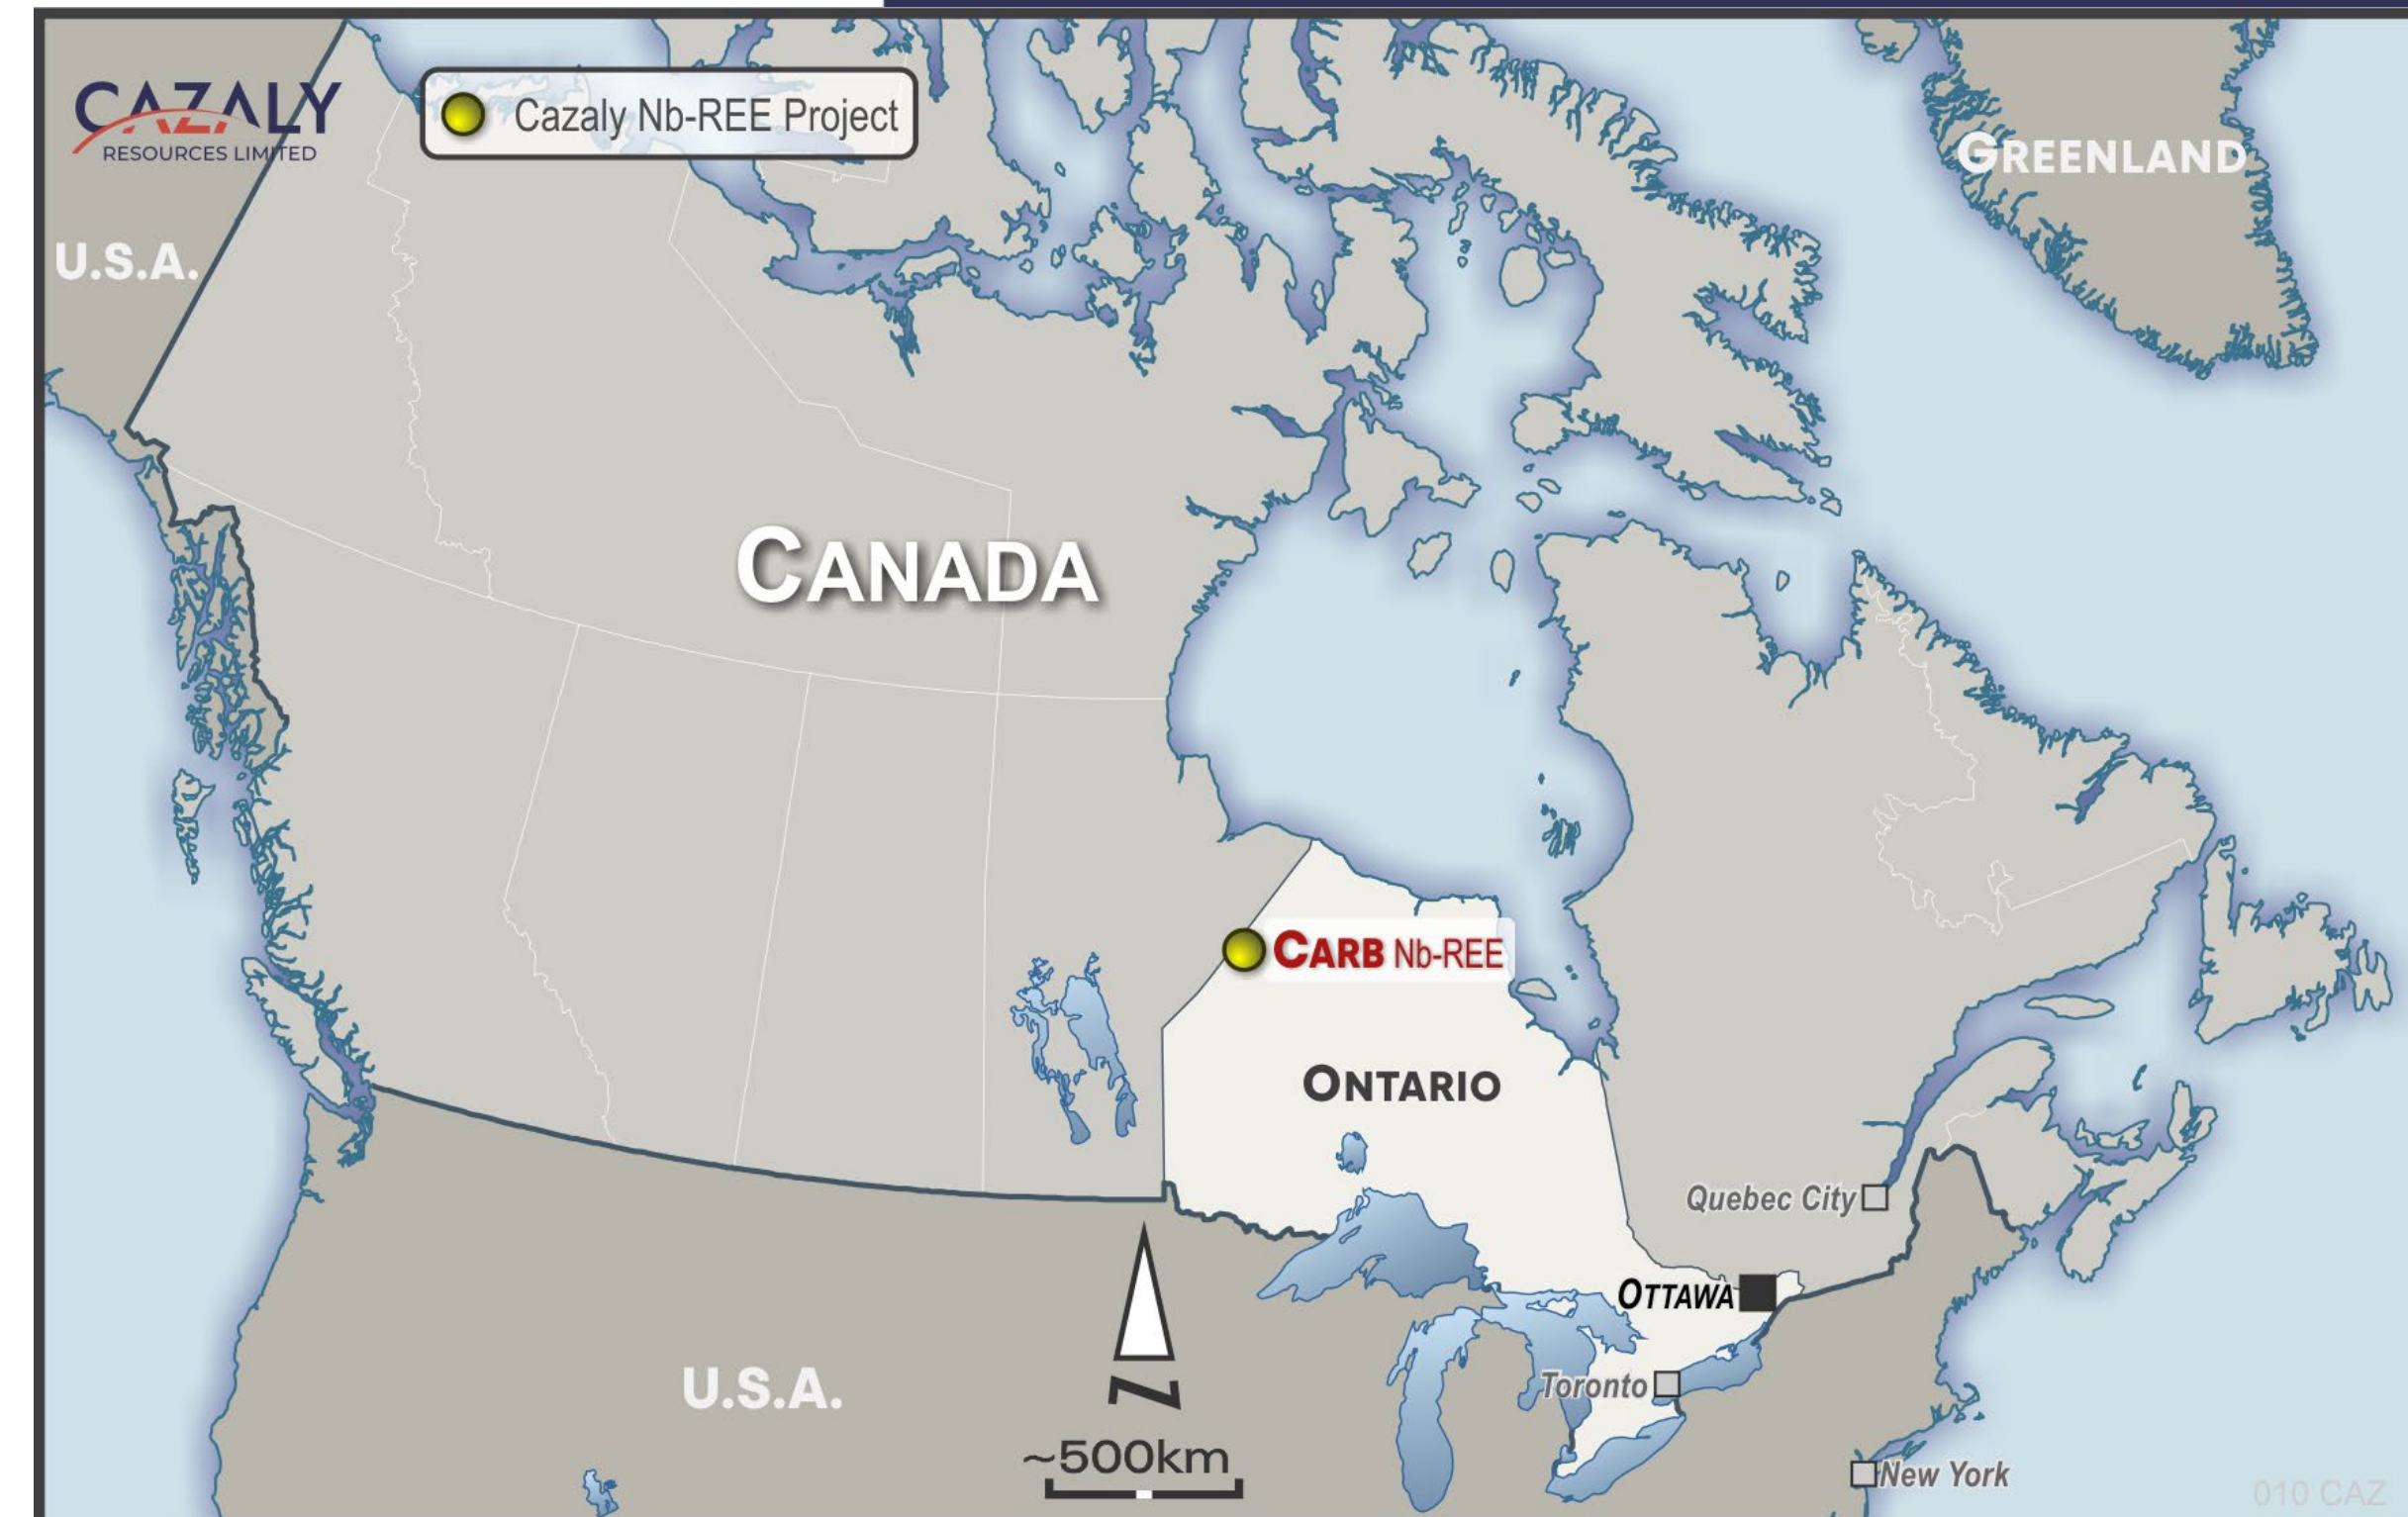 CAZALY
RESOURCES LIMITED
Cazaly Nb-REE Project
GREENLAND
U.S.A.
CANADA
CARB Nb-REE
ONTARIO
Quebec City
OTTAWA
U.S.A.
Toronto
N
~500km
New York
010 CAZ